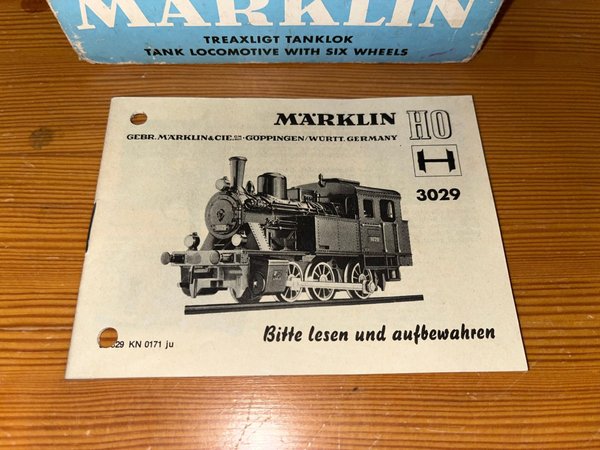 MÄRKLIN
TREAXLIGT TANKLOK
TANK LOCOMOTIVE WITH SIX WHEELS
MÄRKLIN HO
GEBR. MÄRKLIN & CIE. · GÖPPINGEN/WÜRTT. GERMANY
3029
Bitte lesen und aufbewahren
029 KN 0171 ju